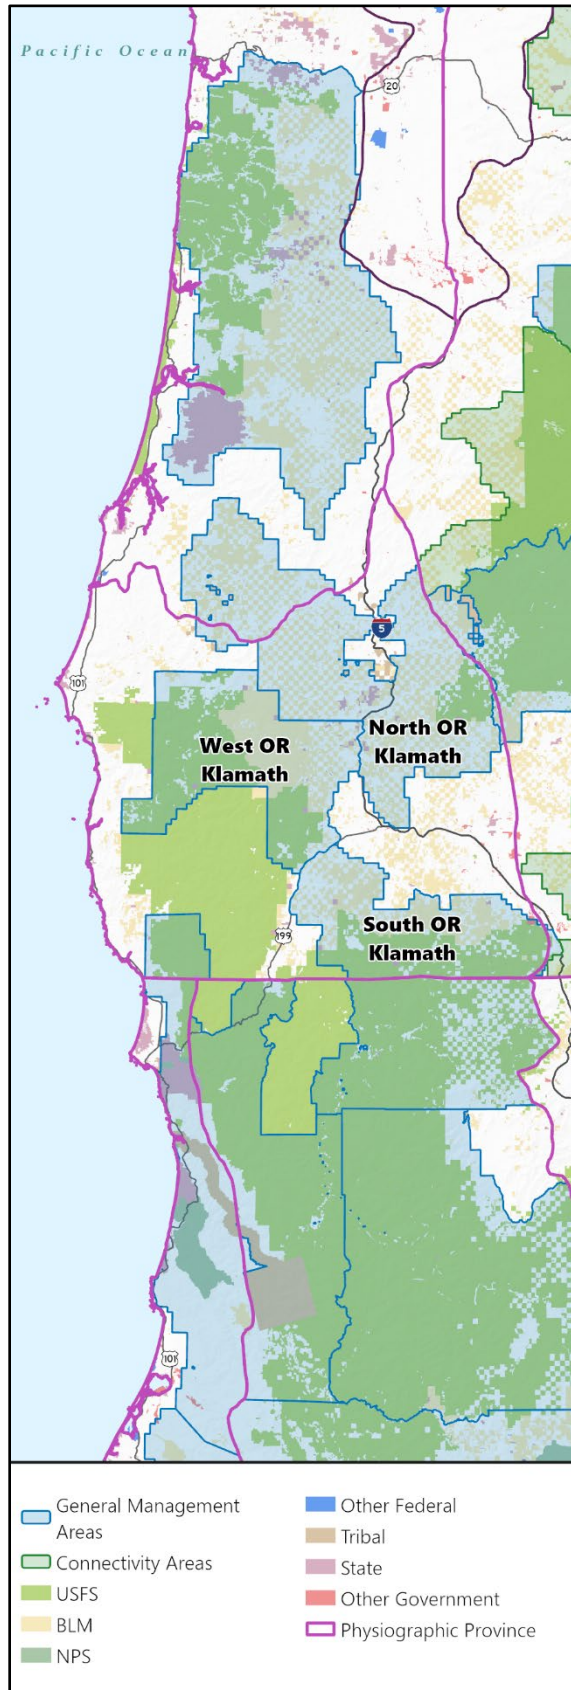 Pacific Ocean
20
5
101
West OR
Klamath
North OR
Klamath
South OR
Klamath
199
101
General Management
Areas
Connectivity Areas
USFS
BLM
NPS
Other Federal
Tribal
State
Other Government
Physiographic Province